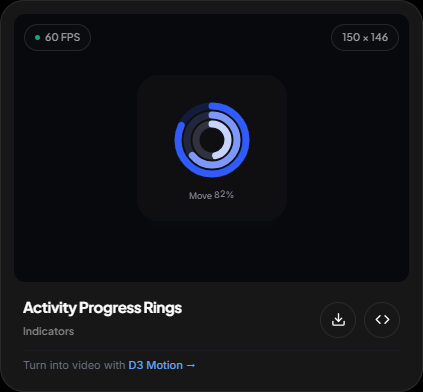 60 FPS
150 × 146
Move 82%
Activity Progress Rings
Indicators
Turn into video with D3 Motion →